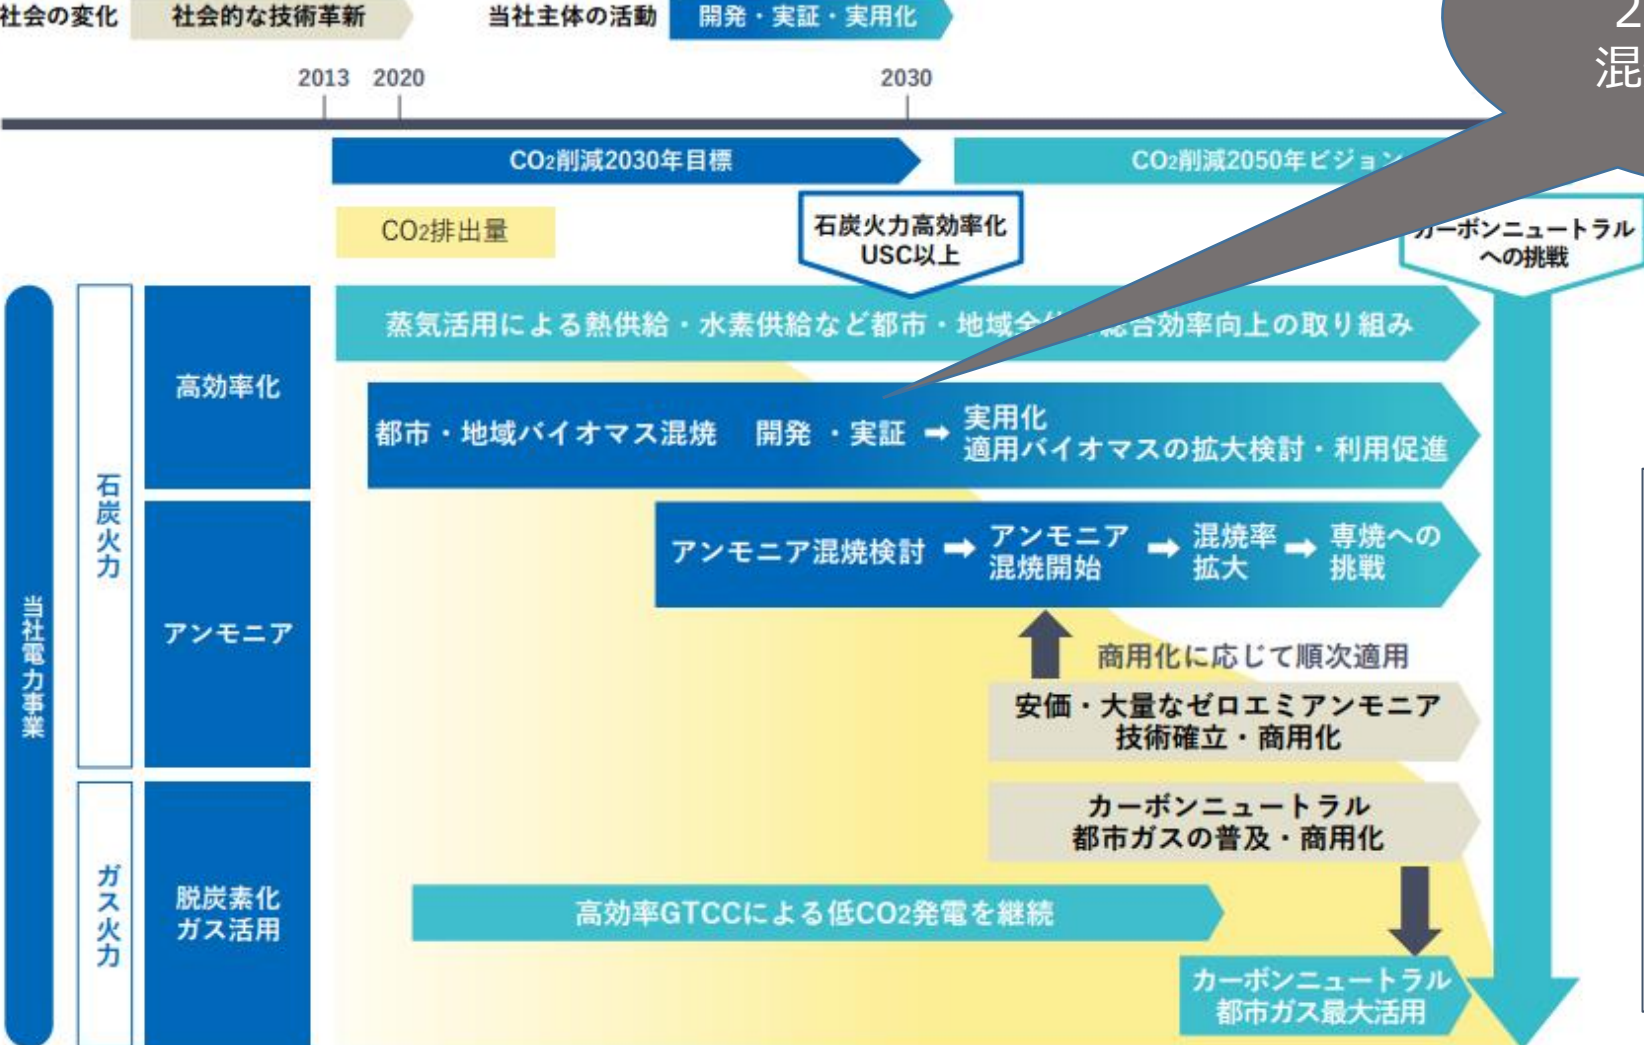 社会の変化
社会的な技術革新
当社主体の活動
開発・実証・実用化
2
混
2013
2020
2030
CO2削減2030年目標
CO2削減2050年ビジョン
CO2排出量
石炭火力高効率化
USC以上
カーボンニュートラル
への挑戦
蒸気活用による熱供給・水素供給など都市・地域全
総合効率向上の取り組み
当社電力事業
石炭火力
高効率化
都市・地域バイオマス混焼 開発・実証 ➡ 実用化
適用バイオマスの拡大検討・利用促進
アンモニア
アンモニア混焼検討 ➡
アンモニア
混焼開始
➡ 混焼率
拡大
➡ 専焼への
挑戦
商用化に応じて順次適用
安価・大量なゼロエミアンモニア
技術確立・商用化
ガス火力
脱炭素化
ガス活用
カーボンニュートラル
都市ガスの普及・商用化
高効率GTCCによる低CO2発電を継続
カーボンニュートラル
都市ガス最大活用